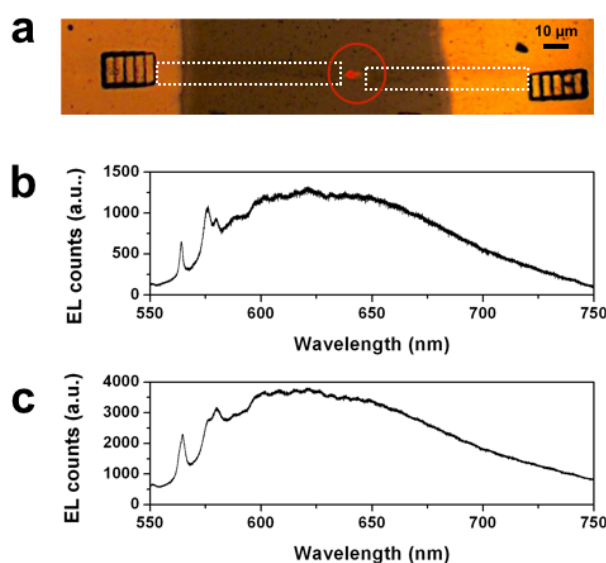 a
10 µm
b
EL counts (a.u..)
1500
1000
500
0
550 600 650 700 750
Wavelength (nm)
c
EL counts (a.u.)
4000
3000
2000
1000
0
550 600 650 700 750
Wavelength (nm)